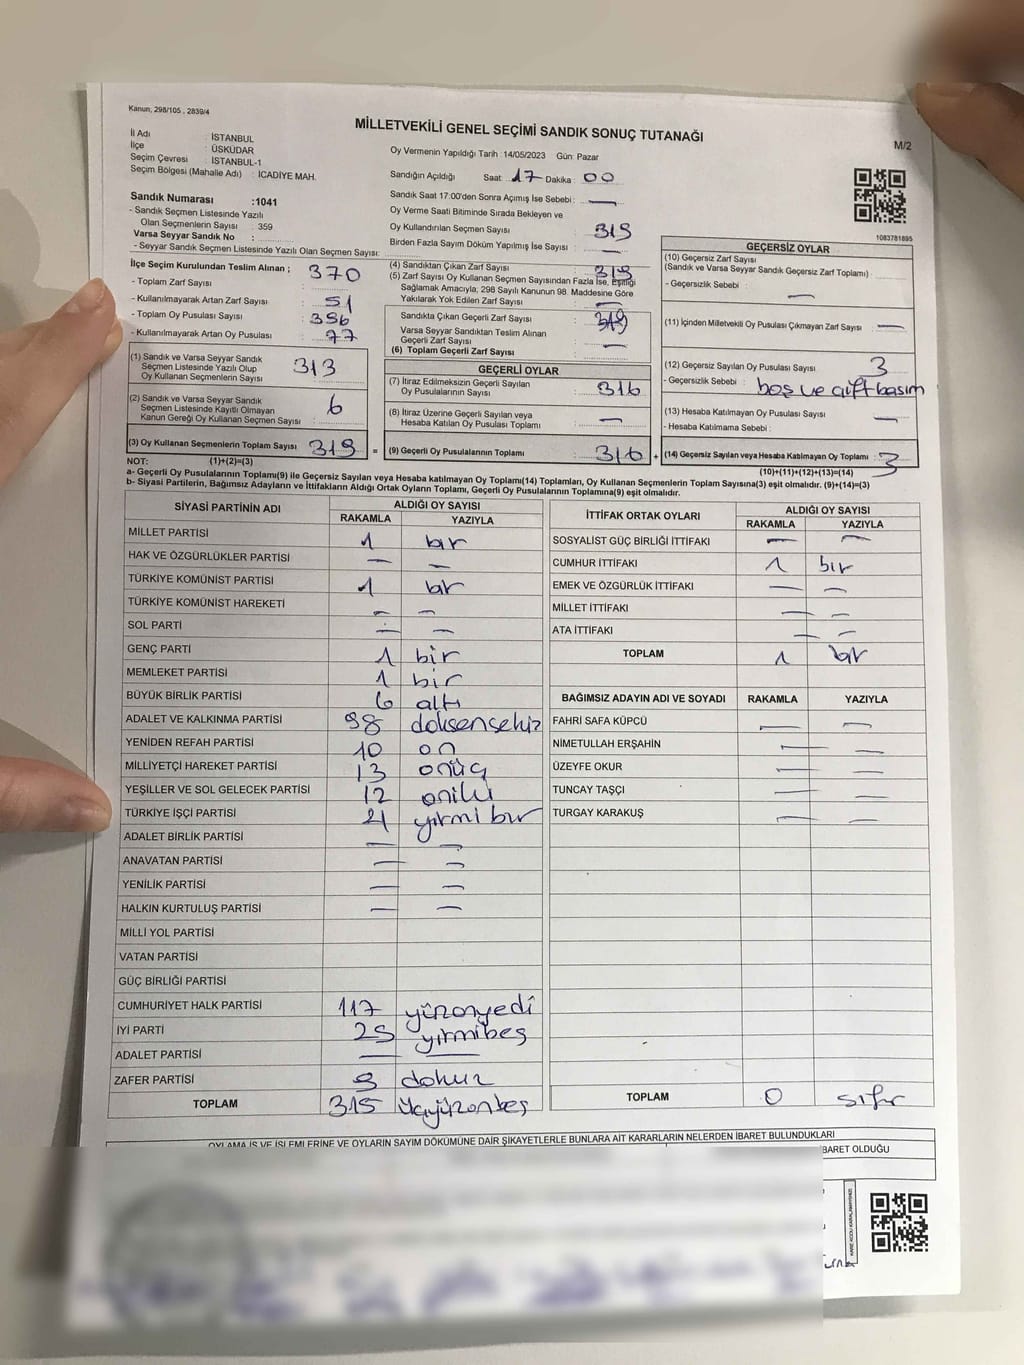 Kanun, 298/105 , 2839/4
MİLLETVEKİLİ GENEL SEÇİMİ SANDIK SONUÇ TUTANAĞI
M/2
İl Adı : İSTANBUL
İlçe : ÜSKÜDAR
Seçim Çevresi : İSTANBUL-1
Seçim Bölgesi (Mahalle Adı) : İCADİYE MAH.
Oy Vermenin Yapıldığı Tarih :14/05/2023 Gün: Pazar
Sandığın Açıldığı Saat: 17 Dakika : 00
Sandık Numarası :1041
- Sandık Seçmen Listesinde Yazılı
Olan Seçmenlerin Sayısı : 359
Varsa Seyyar Sandık No :
- Seyyar Sandık Seçmen Listesinde Yazılı Olan Seçmen Sayısı:
Sandık Saat 17.00'den Sonra Açımış İse Sebebi : —
Oy Verme Saati Bitiminde Sırada Bekleyen ve
Oy Kullandırılan Seçmen Sayısı : 319
Birden Fazla Sayım Döküm Yapılmış İse Sayısı : —
1083781895
İlçe Seçim Kurulundan Teslim Alınan ;
- Toplam Zarf Sayısı : 370
- Kullanılmayarak Artan Zarf Sayısı : 51
- Toplam Oy Pusulası Sayısı : 396
- Kullanılmayarak Artan Oy Pusulası : 77
(4) Sandıktan Çıkan Zarf Sayısı : 319
(5) Zarf Sayısı Oy Kullanan Seçmen Sayısından Fazla İse, Eşitliği
Sağlamak Amacıyla, 298 Sayılı Kanunun 98. Maddesine Göre
Yakılarak Yok Edilen Zarf Sayısı : —
Sandıkta Çıkan Geçerli Zarf Sayısı : 319
Varsa Seyyar Sandıktan Teslim Alınan
Geçerli Zarf Sayısı : —
(6) Toplam Geçerli Zarf Sayısı :
GEÇERSİZ OYLAR
(10) Geçersiz Zarf Sayısı
(Sandık ve Varsa Seyyar Sandık Geçersiz Zarf Toplamı) :
- Geçersizlik Sebebi : —
(11) İçinden Milletvekili Oy Pusulası Çıkmayan Zarf Sayısı : —
(12) Geçersiz Sayılan Oy Pusulası Sayısı : 3
- Geçersizlik Sebebi : boş ve çift basım
(13) Hesaba Katılmayan Oy Pusulası Sayısı : —
- Hesaba Katılmama Sebebi :
(14) Geçersiz Sayılan veya Hesaba Katılmayan Oy Toplamı : 3
(10)+(11)+(12)+(13)=(14)
(1) Sandık ve Varsa Seyyar Sandık
Seçmen Listesinde Yazılı Olup
Oy Kullanan Seçmenlerin Sayısı : 313
(2) Sandık ve Varsa Seyyar Sandık
Seçmen Listesinde Kayıtlı Olmayan
Kanun Gereği Oy Kullanan Seçmen Sayısı : 6
(3) Oy Kullanan Seçmenlerin Toplam Sayısı : 319 =
GEÇERLİ OYLAR
(7) İtiraz Edilmeksizin Geçerli Sayılan
Oy Pusulalarının Sayısı : 316
(8) İtiraz Üzerine Geçerli Sayılan veya
Hesaba Katılan Oy Pusulası Toplamı : —
(9) Geçerli Oy Pusulalarının Toplamı : 316 +
NOT: (1)+(2)=(3)
a- Geçerli Oy Pusulalarının Toplamı(9) ile Geçersiz Sayılan veya Hesaba katılmayan Oy Toplamı(14) Toplamları, Oy Kullanan Seçmenlerin Toplam Sayısına(3) eşit olmalıdır. (9)+(14)=(3)
b- Siyasi Partilerin, Bağımsız Adayların ve İttifakların Aldığı Ortak Oyların Toplamı, Geçerli Oy Pusulalarının Toplamına(9) eşit olmalıdır.
SİYASİ PARTİNİN ADI ALDIĞI OY SAYISI
RAKAMLA YAZIYLA
MİLLET PARTİSİ 1 bir
HAK VE ÖZGÜRLÜKLER PARTİSİ — —
TÜRKİYE KOMÜNİST PARTİSİ 1 bir
TÜRKİYE KOMÜNİST HAREKETİ — —
SOL PARTİ — —
GENÇ PARTİ 1 bir
MEMLEKET PARTİSİ 1 bir
BÜYÜK BİRLİK PARTİSİ 6 altı
ADALET VE KALKINMA PARTİSİ 98 doksensekiz
YENİDEN REFAH PARTİSİ 10 on
MİLLİYETÇİ HAREKET PARTİSİ 13 onüç
YEŞİLLER VE SOL GELECEK PARTİSİ 12 oniki
TÜRKİYE İŞÇİ PARTİSİ 21 yirmi bir
ADALET BİRLİK PARTİSİ — —
ANAVATAN PARTİSİ — —
YENİLİK PARTİSİ — —
HALKIN KURTULUŞ PARTİSİ — —
MİLLİ YOL PARTİSİ
VATAN PARTİSİ
GÜÇ BİRLİĞİ PARTİSİ
CUMHURİYET HALK PARTİSİ 117 yüzonyedi
İYİ PARTİ 25 yirmibeş
ADALET PARTİSİ — —
ZAFER PARTİSİ 9 dokuz
TOPLAM 315 üçyüzonbeş
İTTİFAK ORTAK OYLARI ALDIĞI OY SAYISI
RAKAMLA YAZIYLA
SOSYALİST GÜÇ BİRLİĞİ İTTİFAKI — —
CUMHUR İTTİFAKI 1 bir
EMEK VE ÖZGÜRLÜK İTTİFAKI — —
MİLLET İTTİFAKI — —
ATA İTTİFAKI — —
TOPLAM 1 bir
BAĞIMSIZ ADAYIN ADI VE SOYADI RAKAMLA YAZIYLA
FAHRİ SAFA KÜPCÜ — —
NİMETULLAH ERŞAHİN — —
ÜZEYFE OKUR — —
TUNCAY TAŞÇI — —
TURGAY KARAKUŞ — —
TOPLAM 0 sıfır
OYLAMA İŞ VE İŞLEMLERİNE VE OYLARIN SAYIM DÖKÜMÜNE DAİR ŞİKAYETLERLE BUNLARA AİT KARARLARIN NELERDEN İBARET BULUNDUKLARI
BARET OLDUĞU